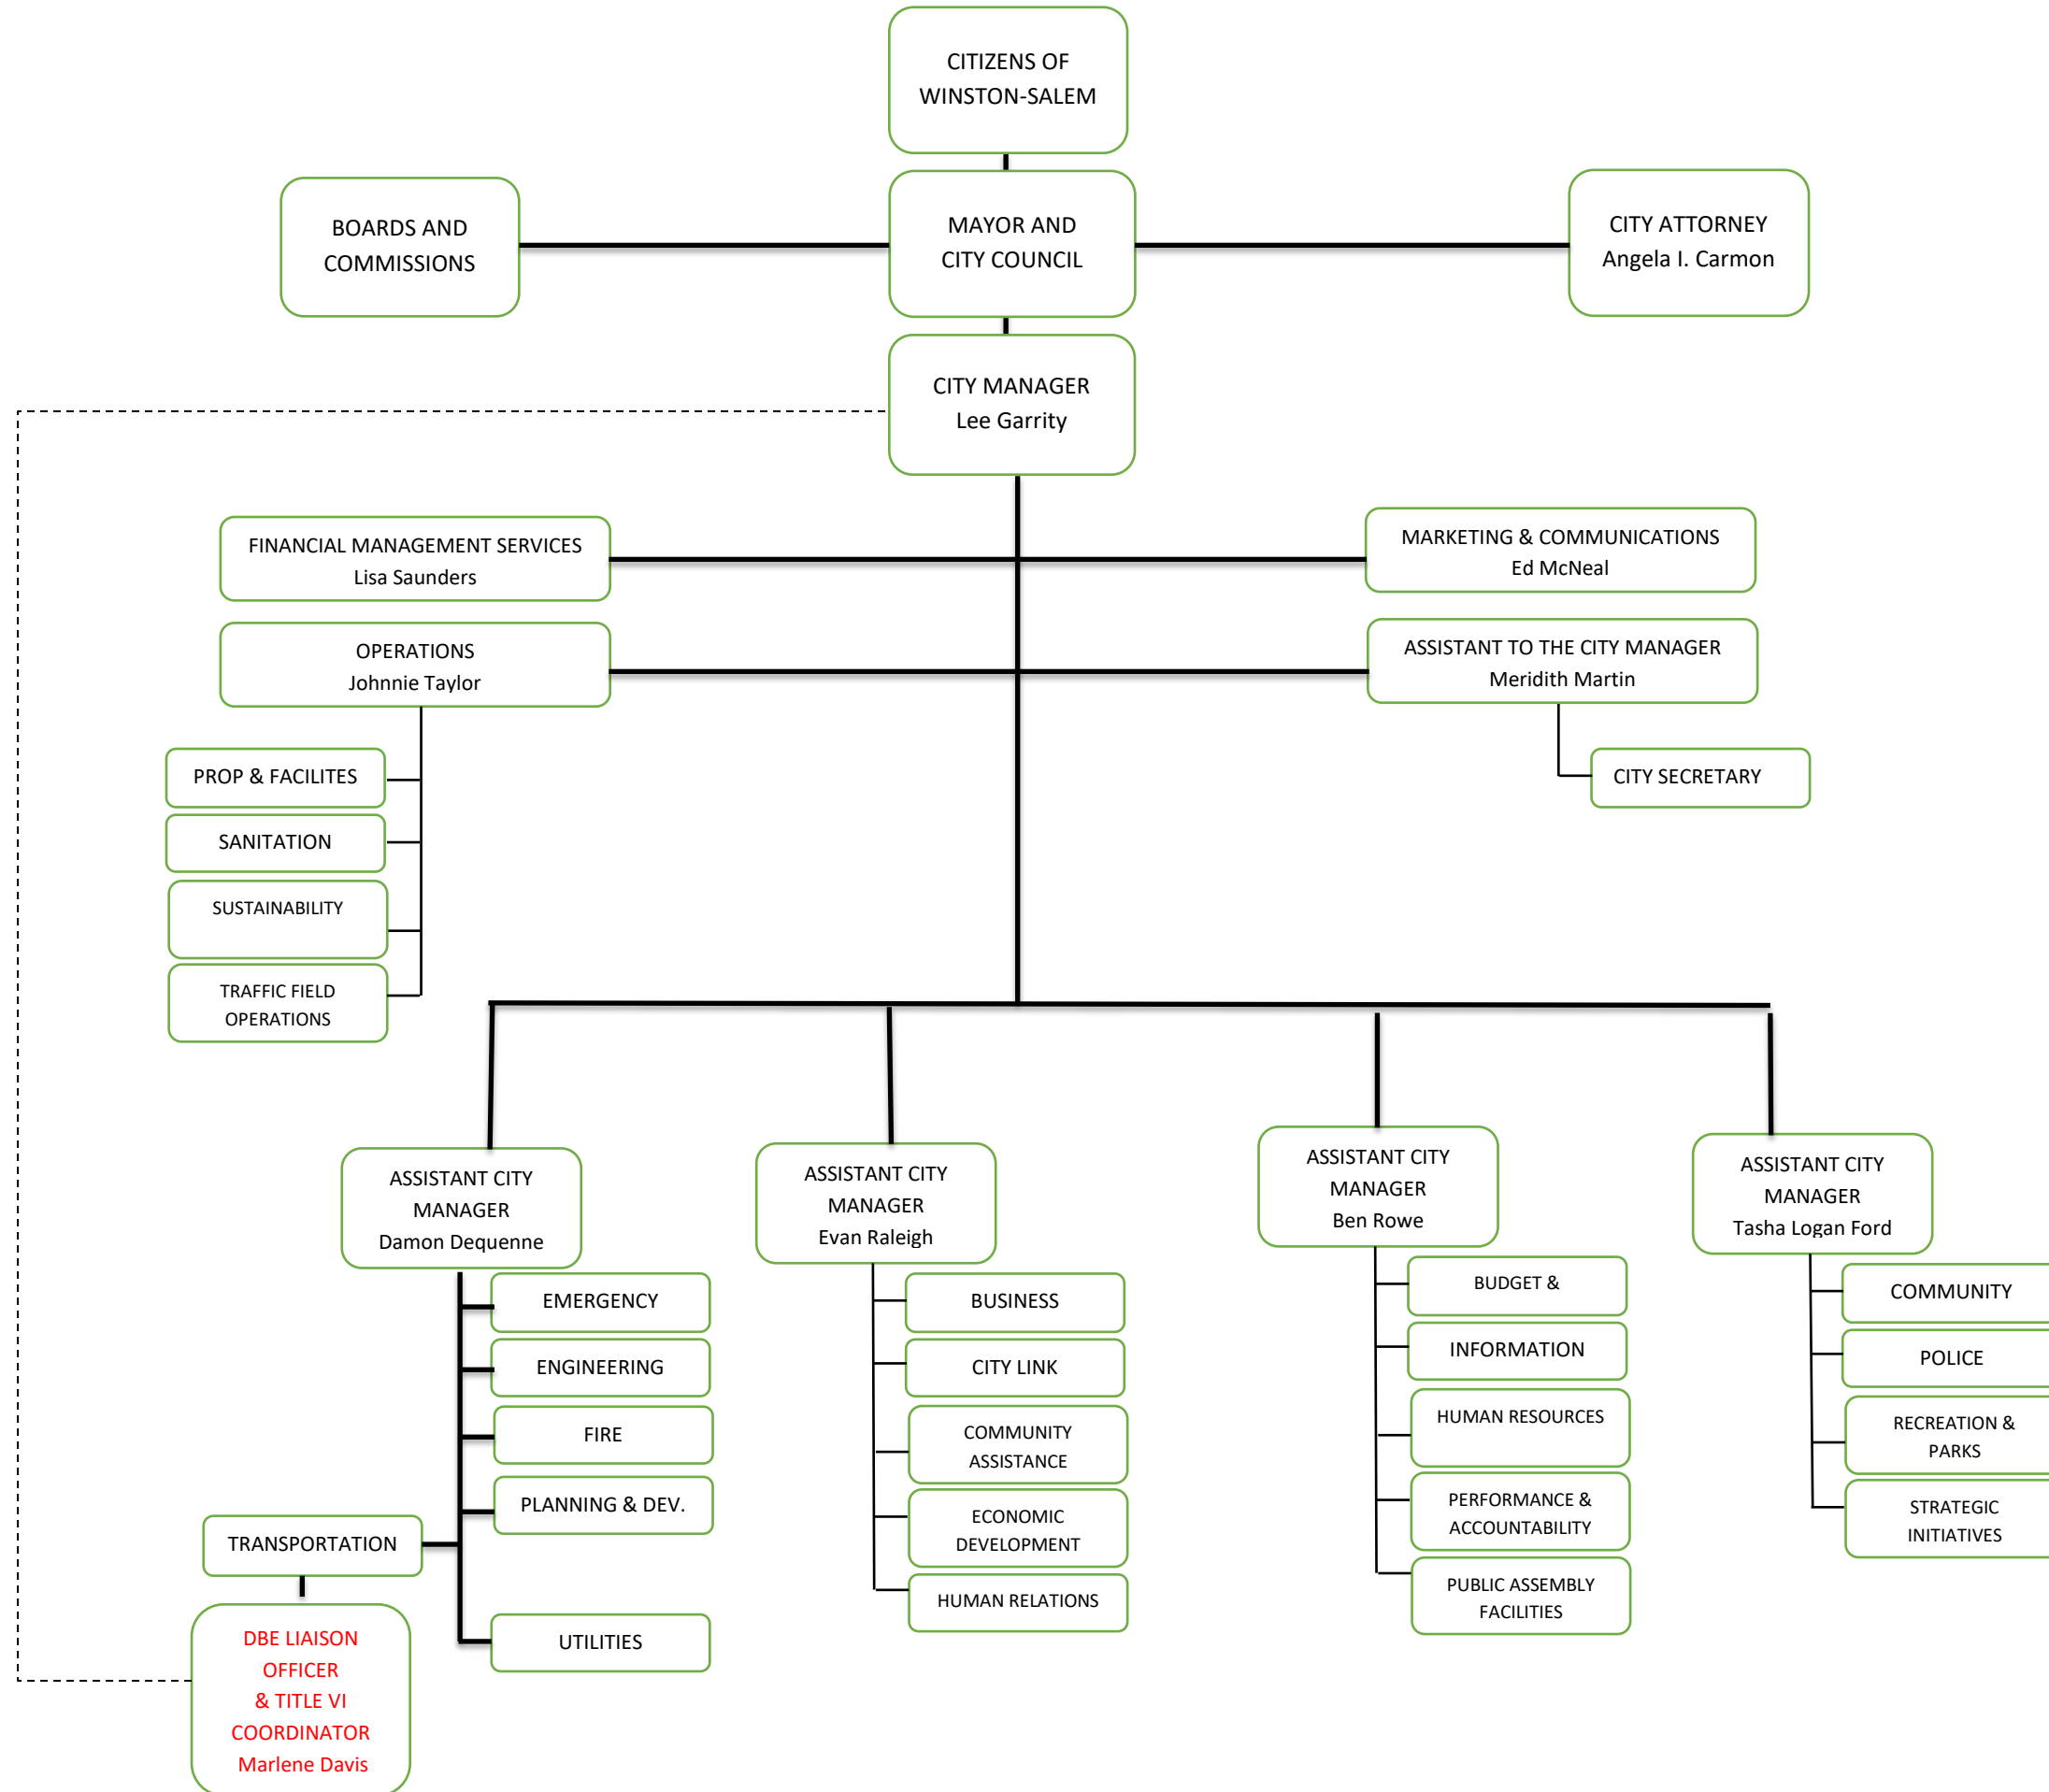 CITIZENS OF
WINSTON-SALEM
BOARDS AND
COMMISSIONS
MAYOR AND
CITY COUNCIL
CITY ATTORNEY
Angela I. Carmon
CITY MANAGER
Lee Garrity
FINANCIAL MANAGEMENT SERVICES
Lisa Saunders
MARKETING & COMMUNICATIONS
Ed McNeal
OPERATIONS
Johnnie Taylor
ASSISTANT TO THE CITY MANAGER
Meridith Martin
PROP & FACILITES
SANITATION
SUSTAINABILITY
TRAFFIC FIELD
OPERATIONS
CITY SECRETARY
ASSISTANT CITY
MANAGER
Damon Dequenne
EMERGENCY
ENGINEERING
FIRE
PLANNING & DEV.
TRANSPORTATION
UTILITIES
DBE LIAISON
OFFICER
& TITLE VI
COORDINATOR
Marlene Davis
ASSISTANT CITY
MANAGER
Evan Raleigh
BUSINESS
CITY LINK
COMMUNITY
ASSISTANCE
ECONOMIC
DEVELOPMENT
HUMAN RELATIONS
ASSISTANT CITY
MANAGER
Ben Rowe
BUDGET &
INFORMATION
HUMAN RESOURCES
PERFORMANCE &
ACCOUNTABILITY
PUBLIC ASSEMBLY
FACILITIES
ASSISTANT CITY
MANAGER
Tasha Logan Ford
COMMUNITY
POLICE
RECREATION &
PARKS
STRATEGIC
INITIATIVES